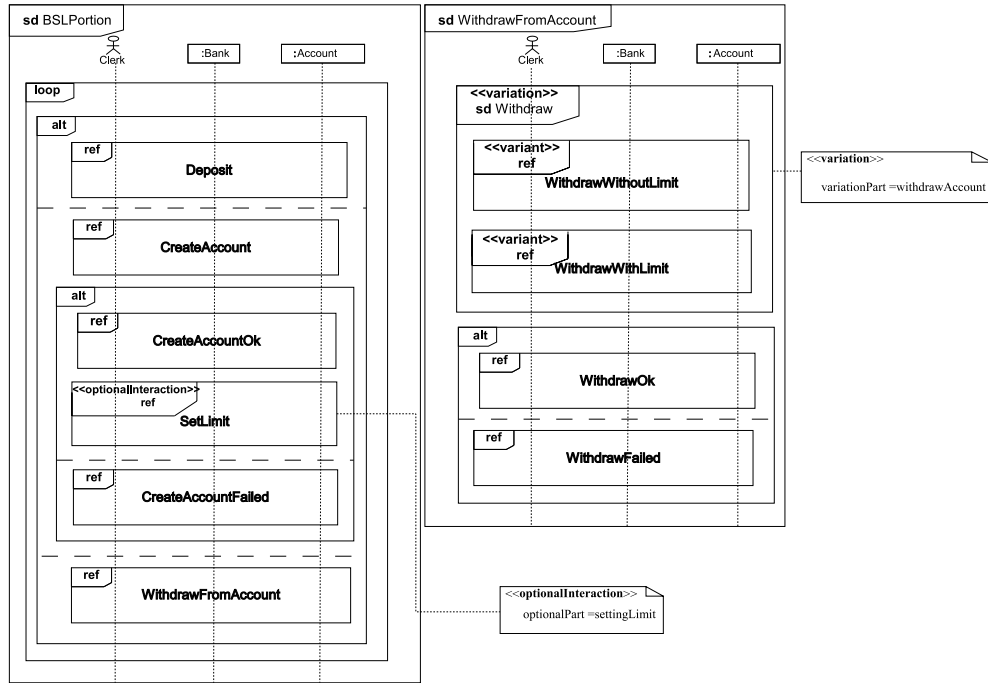 sd BSLPortion
Clerk
:Bank
:Account
loop
alt
ref
Deposit
ref
CreateAccount
alt
ref
CreateAccountOk
<<optionalInteraction>>
ref
SetLimit
ref
CreateAccountFailed
ref
WithdrawFromAccount
sd WithdrawFromAccount
Clerk
:Bank
:Account
<<variation>>
sd Withdraw
<<variant>>
ref
WithdrawWithoutLimit
<<variant>>
ref
WithdrawWithLimit
alt
ref
WithdrawOk
ref
WithdrawFailed
<<variation>>
variationPart =withdrawAccount
<<optionalInteraction>>
optionalPart =settingLimit